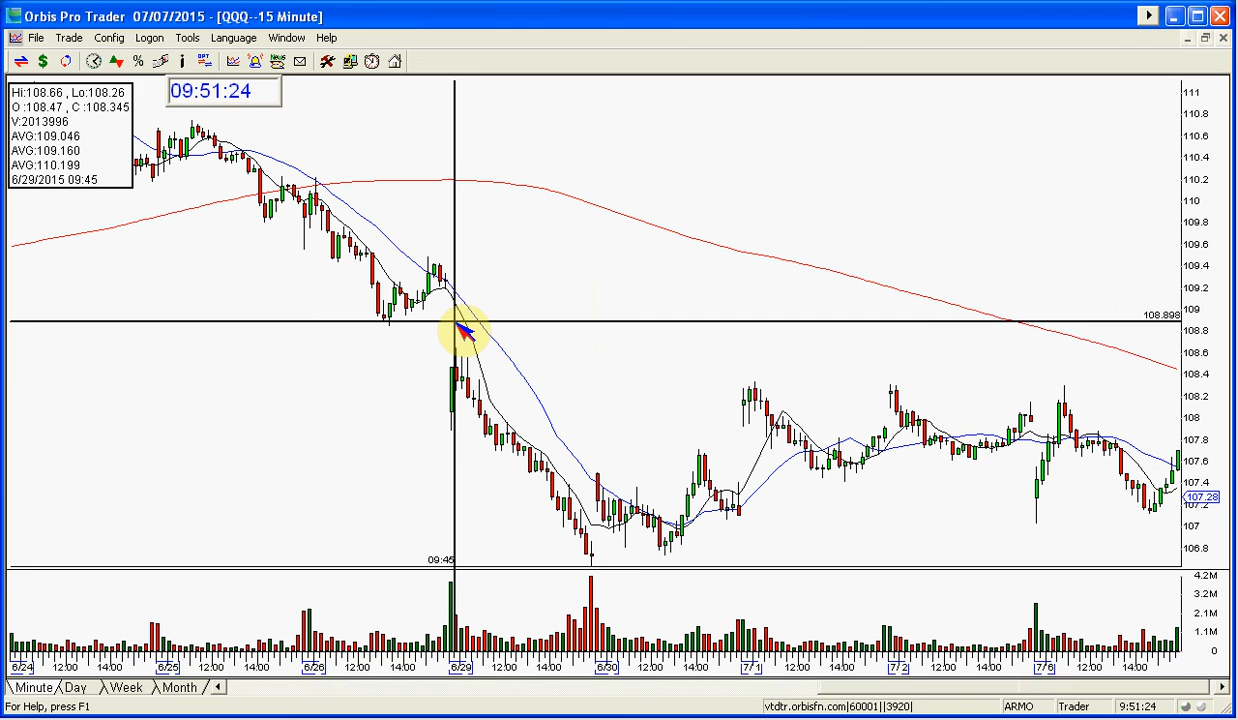 Orbis Pro Trader 07/07/2015 - [QQQ--15 Minute]
File Trade Config Logon Tools Language Window Help
$ % i OPT News
Hi:108.66 , Lo:108.26
O :108.47 , C :108.345
V:2013996
AVG:109.046
AVG:109.160
AVG:110.199
6/29/2015 09:45
09:51:24
111
110.8
110.6
110.4
110.2
110
109.8
109.6
109.4
109.2
109
108.898
108.8
108.6
108.4
108.2
108
107.8
107.6
107.4
107.28
107.2
107
106.8
09:45
4.2M
3.2M
2.1M
1.1M
0
6/24 12:00 14:00 6/25 12:00 14:00 6/26 12:00 14:00 6/29 12:00 14:00 6/30 12:00 14:00 7/1 12:00 14:00 7/2 12:00 14:00 7/6 12:00 14:00
Minute Day Week Month
For Help, press F1
vtdtr.orbisfn.com|60001||3920| ARMO Trader 9:51:24